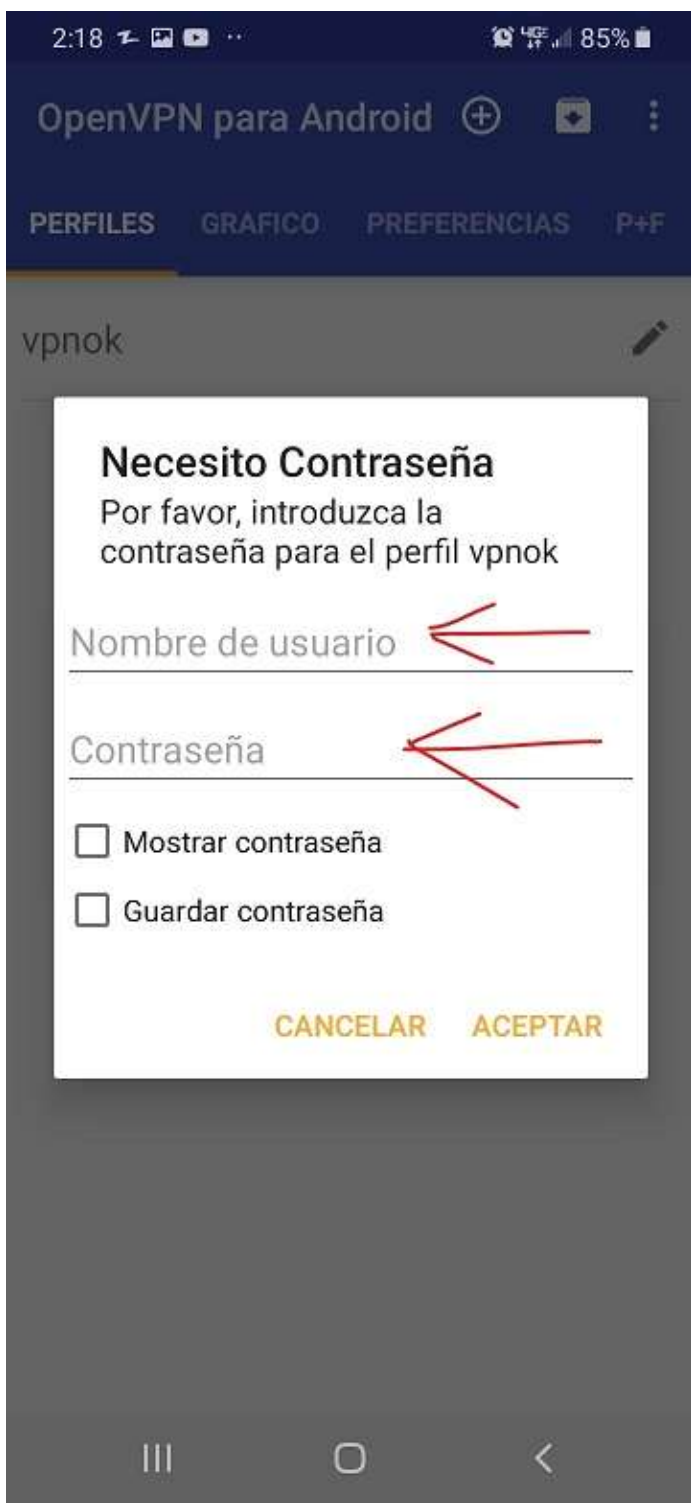 2:18 85%
OpenVPN para Android
PERFILES GRAFICO PREFERENCIAS P+F
vpnok
Necesito Contraseña
Por favor, introduzca la
contraseña para el perfil vpnok
Nombre de usuario
Contraseña
Mostrar contraseña
Guardar contraseña
CANCELAR ACEPTAR